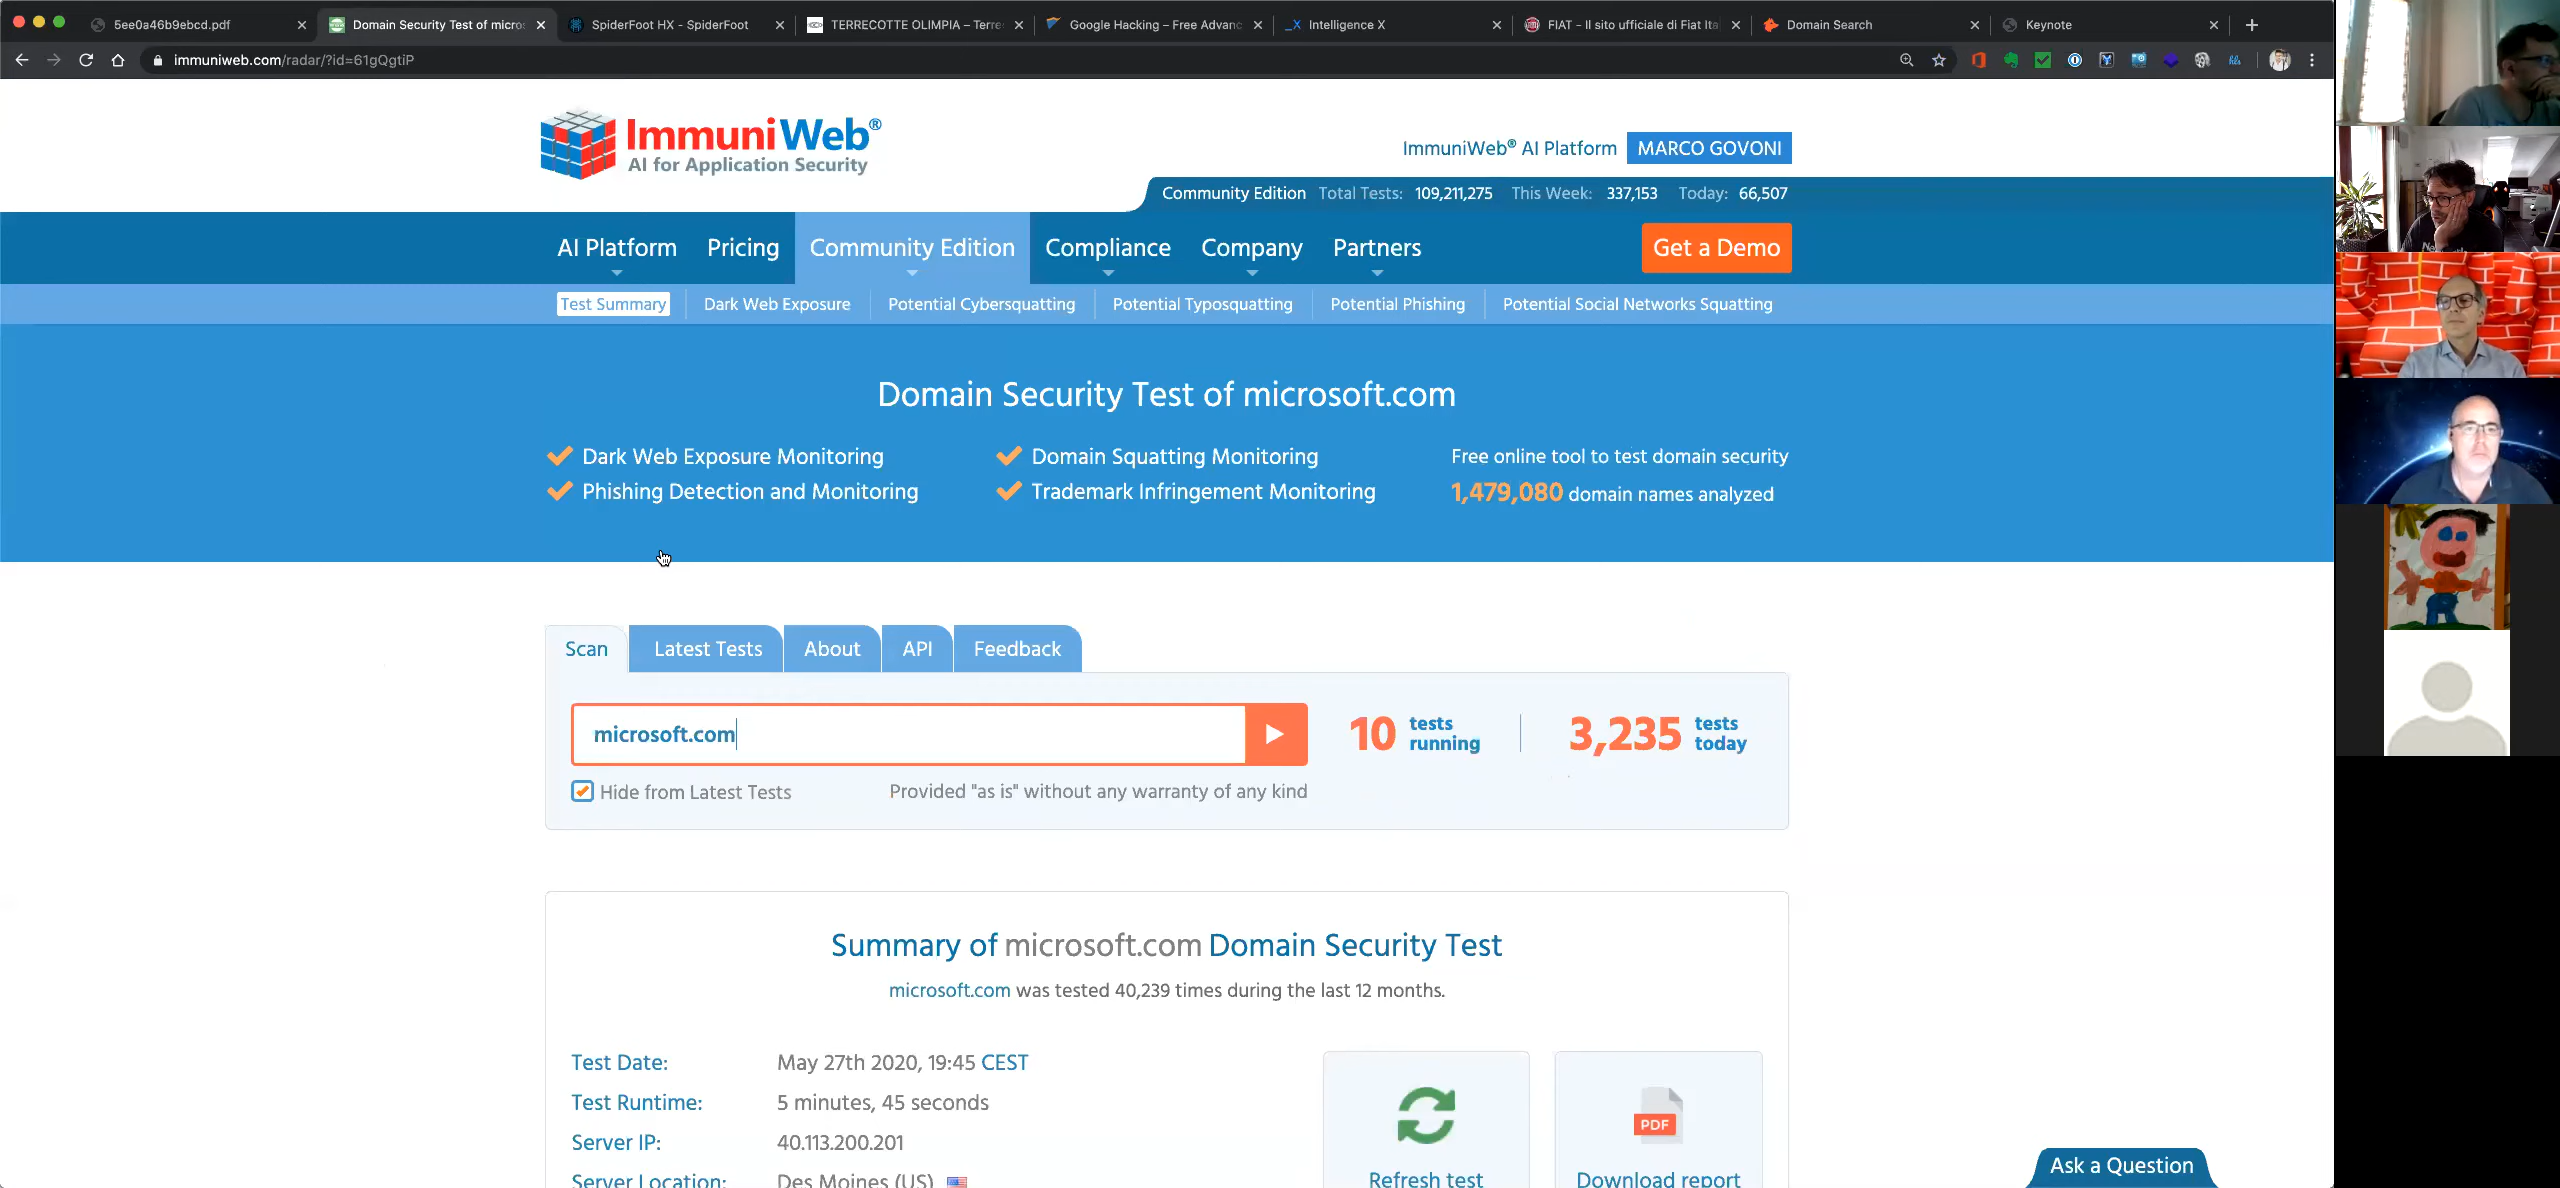 5ee0a46b9ebcd.pdf
Domain Security Test of micros
SpiderFoot HX - SpiderFoot
TERRECOTTE OLIMPIA – Terre
Google Hacking – Free Advanc
Intelligence X
FIAT - Il sito ufficiale di Fiat Ita
Domain Search
Keynote
immuniweb.com/radar/?id=61gQgtiP
ImmuniWeb®
AI for Application Security
ImmuniWeb® AI Platform MARCO GOVONI
Community Edition Total Tests: 109,211,275 This Week: 337,153 Today: 66,507
AI Platform Pricing Community Edition Compliance Company Partners Get a Demo
Test Summary Dark Web Exposure Potential Cybersquatting Potential Typosquatting Potential Phishing Potential Social Networks Squatting
Domain Security Test of microsoft.com
Dark Web Exposure Monitoring Domain Squatting Monitoring Free online tool to test domain security
Phishing Detection and Monitoring Trademark Infringement Monitoring 1,479,080 domain names analyzed
Scan Latest Tests About API Feedback
microsoft.com
10 tests running
3,235 tests today
Hide from Latest Tests Provided "as is" without any warranty of any kind
Summary of microsoft.com Domain Security Test
microsoft.com was tested 40,239 times during the last 12 months.
Test Date: May 27th 2020, 19:45 CEST
Test Runtime: 5 minutes, 45 seconds
Server IP: 40.113.200.201
Server Location: Des Moines (US)
PDF
Refresh test Download report
Ask a Question